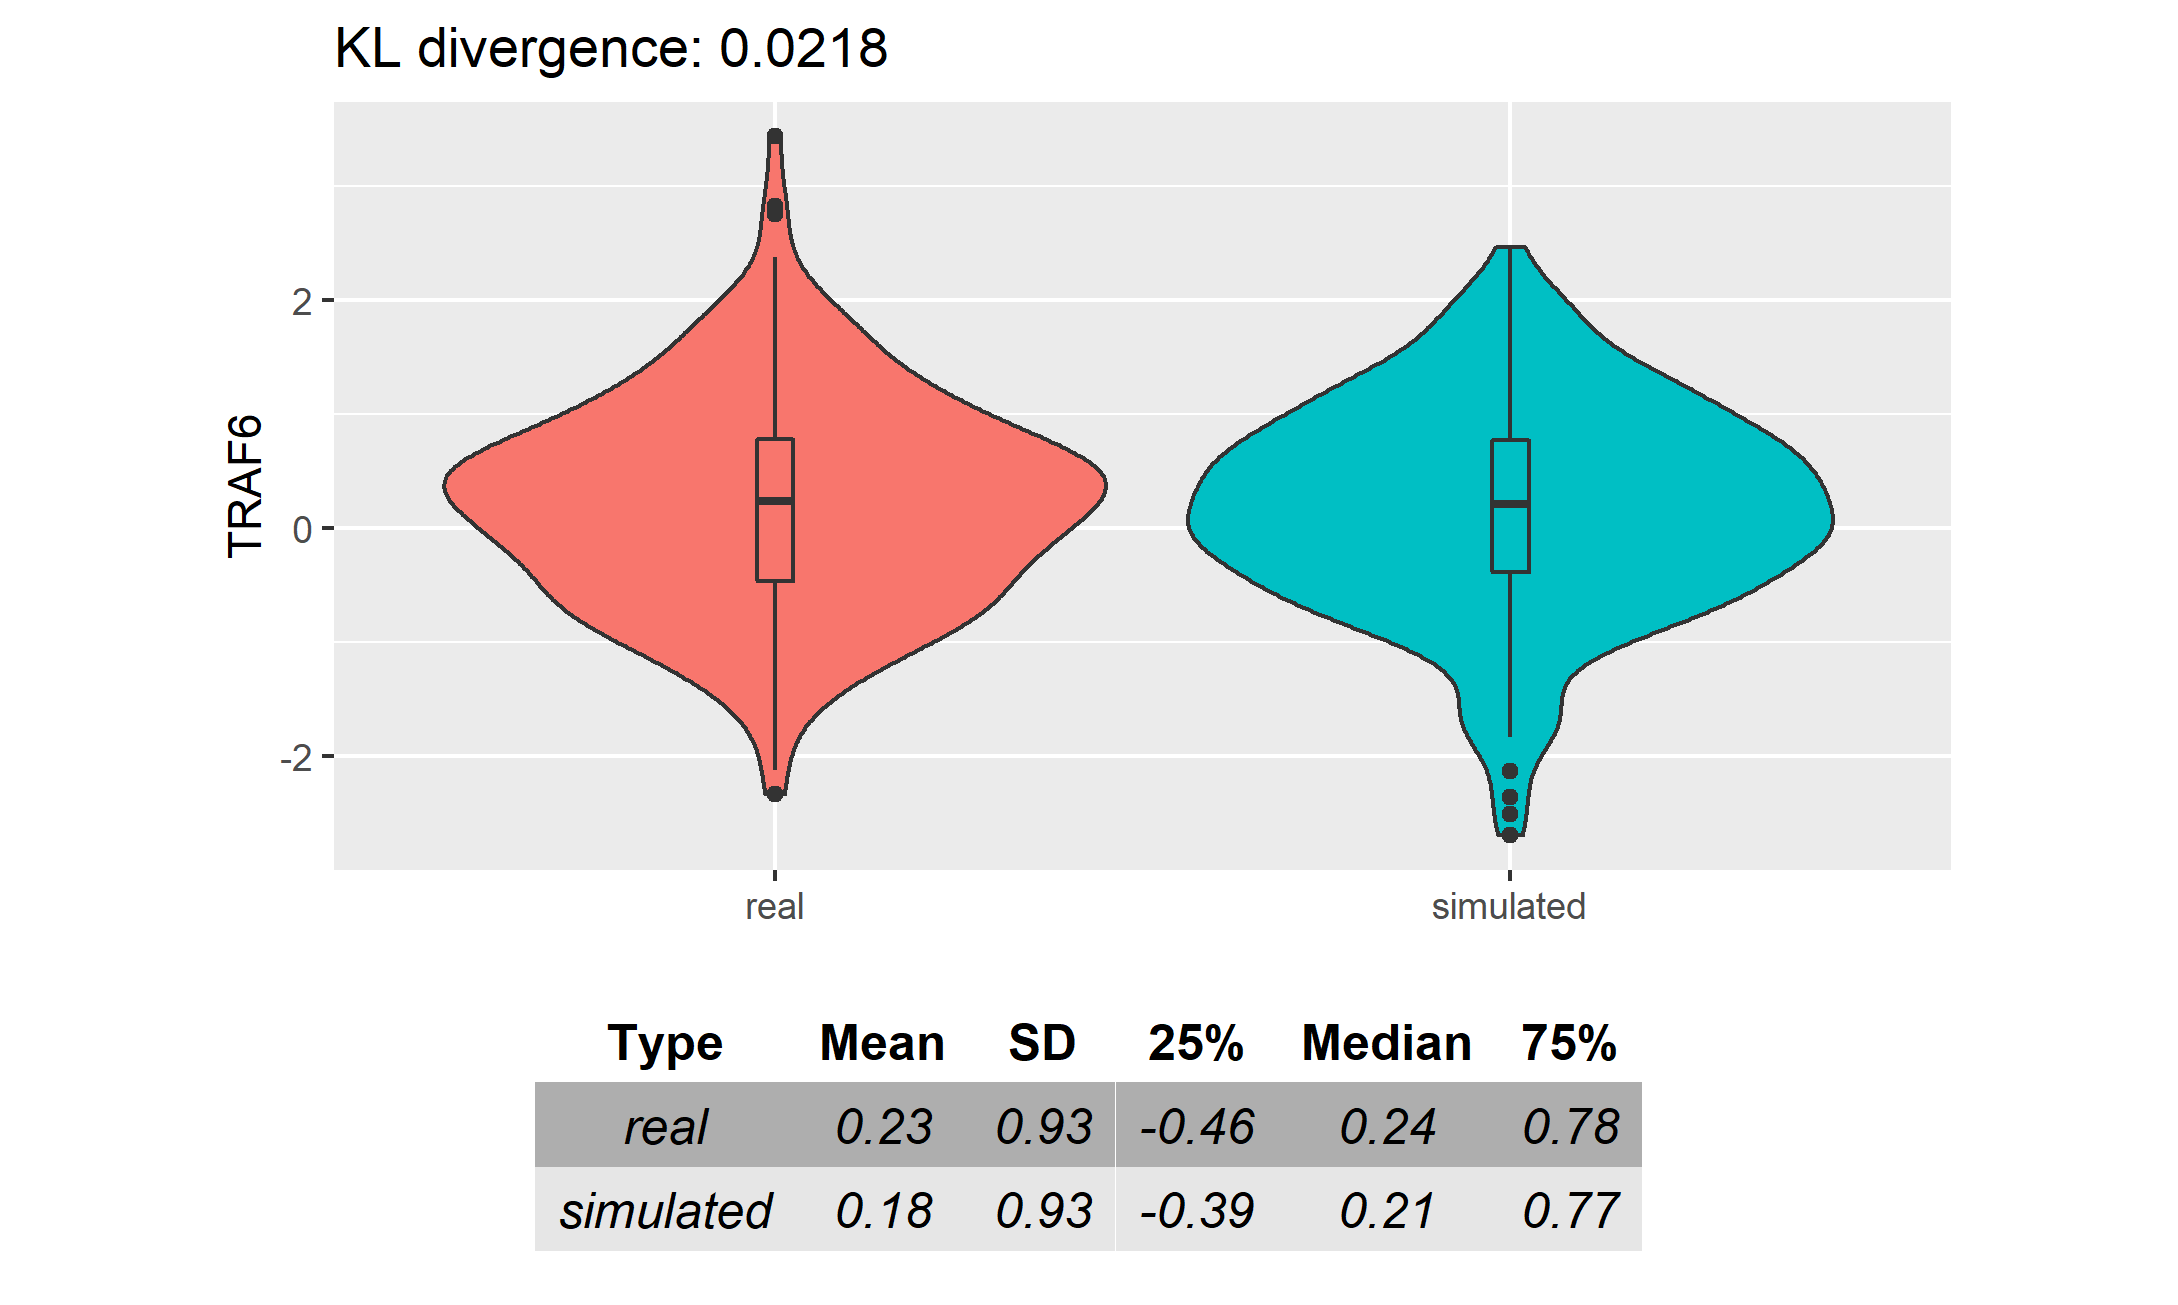 KL divergence: 0.0218
TRAF6
2
0
-2
real simulated
Type Mean SD 25% Median 75%
real 0.23 0.93 -0.46 0.24 0.78
simulated 0.18 0.93 -0.39 0.21 0.77